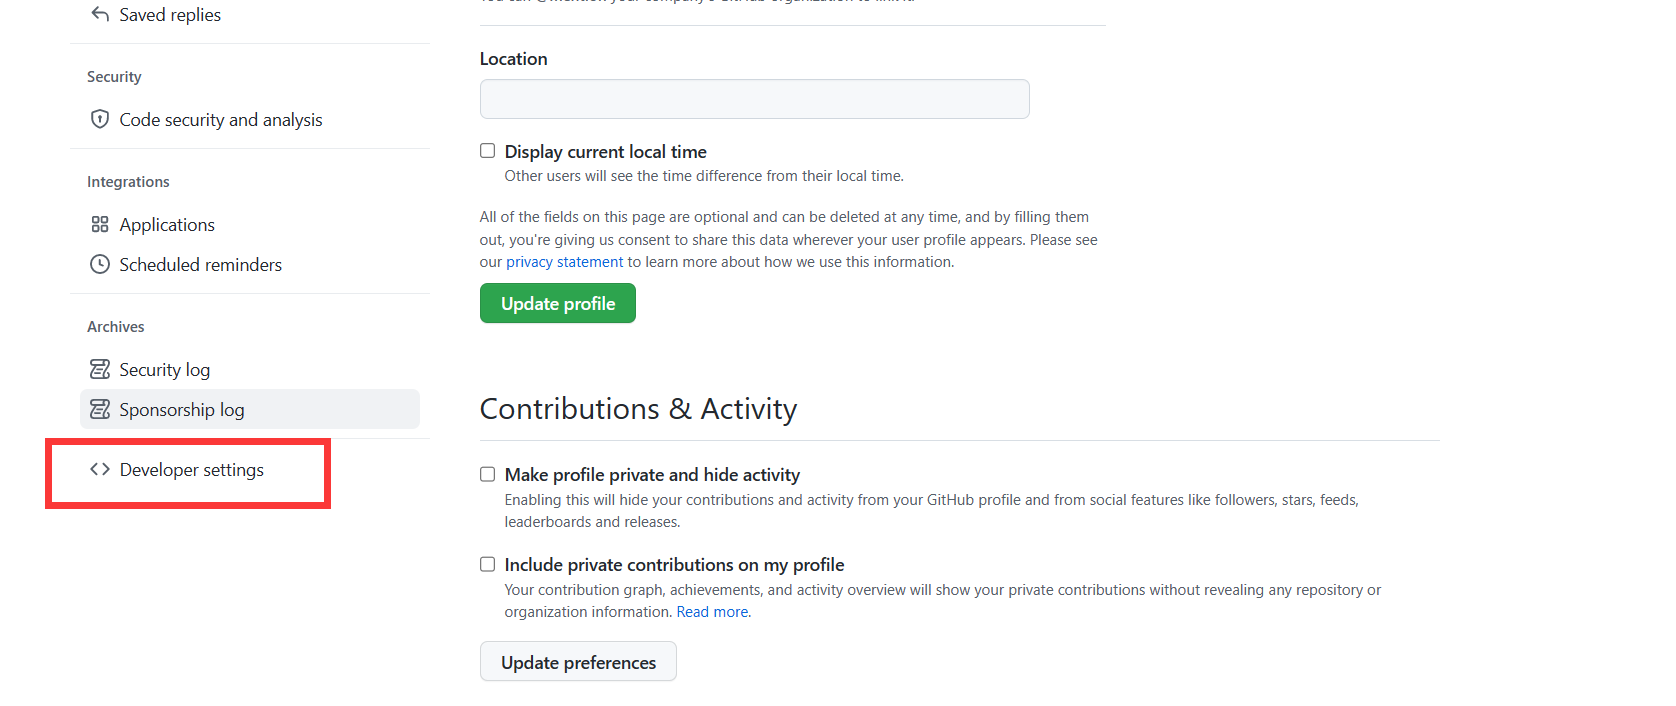 Saved replies
Security
Code security and analysis
Integrations
Applications
Scheduled reminders
Archives
Security log
Sponsorship log
Developer settings
Location
Display current local time
Other users will see the time difference from their local time.
All of the fields on this page are optional and can be deleted at any time, and by filling them
out, you're giving us consent to share this data wherever your user profile appears. Please see
our privacy statement to learn more about how we use this information.
Update profile
Contributions & Activity
Make profile private and hide activity
Enabling this will hide your contributions and activity from your GitHub profile and from social features like followers, stars, feeds,
leaderboards and releases.
Include private contributions on my profile
Your contribution graph, achievements, and activity overview will show your private contributions without revealing any repository or
organization information. Read more.
Update preferences